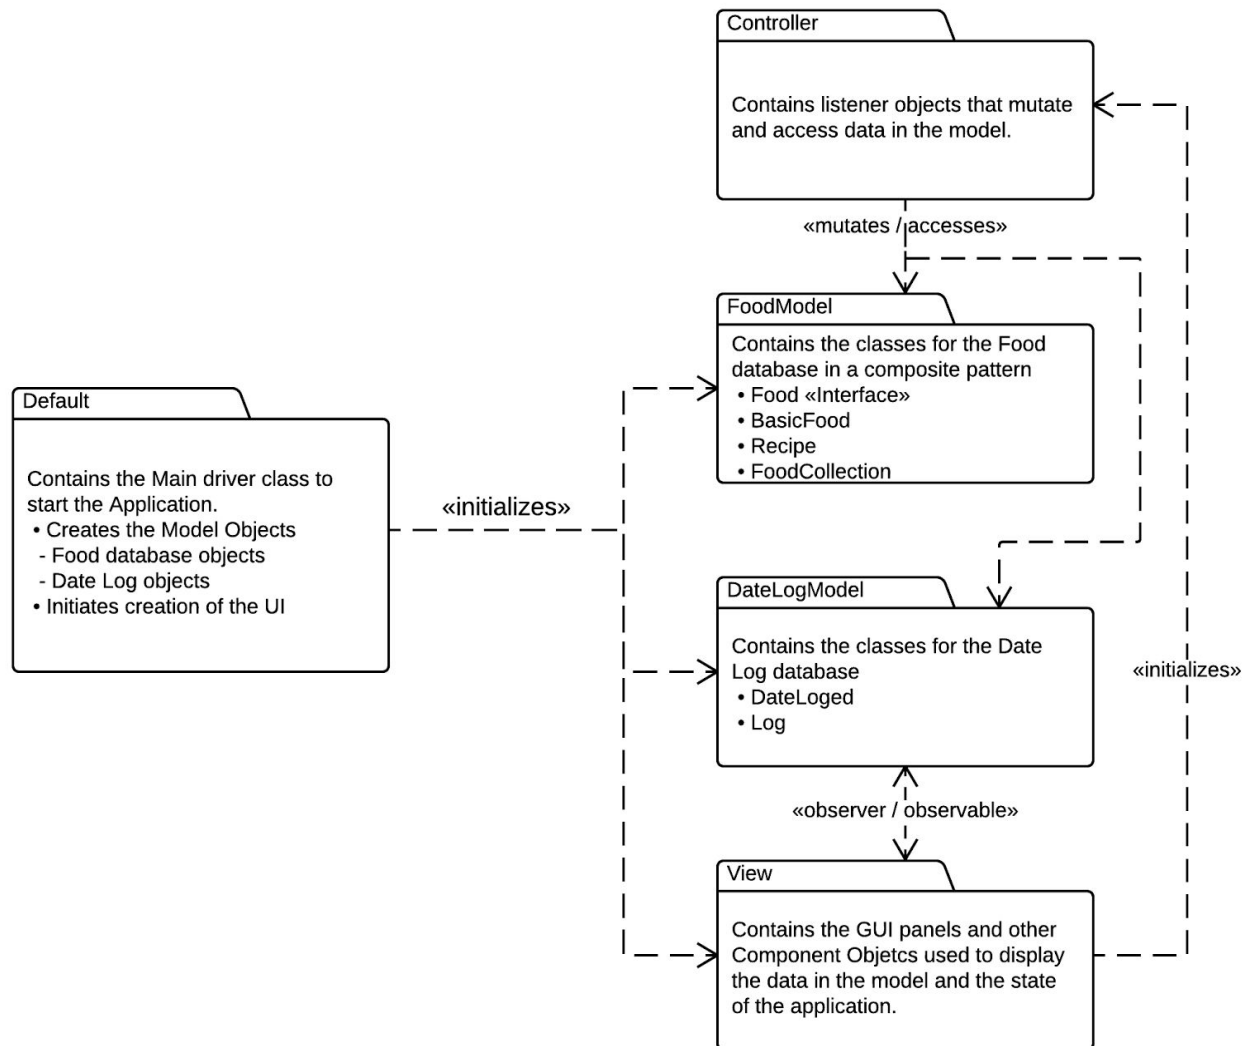 Controller
Contains listener objects that mutate
and access data in the model.
«mutates / accesses»
FoodModel
Contains the classes for the Food
database in a composite pattern
• Food «Interface»
• BasicFood
• Recipe
• FoodCollection
Default
Contains the Main driver class to
start the Application.
• Creates the Model Objects
- Food database objects
- Date Log objects
• Initiates creation of the UI
«initializes»
DateLogModel
Contains the classes for the Date
Log database
• DateLoged
• Log
«initializes»
«observer / observable»
View
Contains the GUI panels and other
Component Objetcs used to display
the data in the model and the state
of the application.